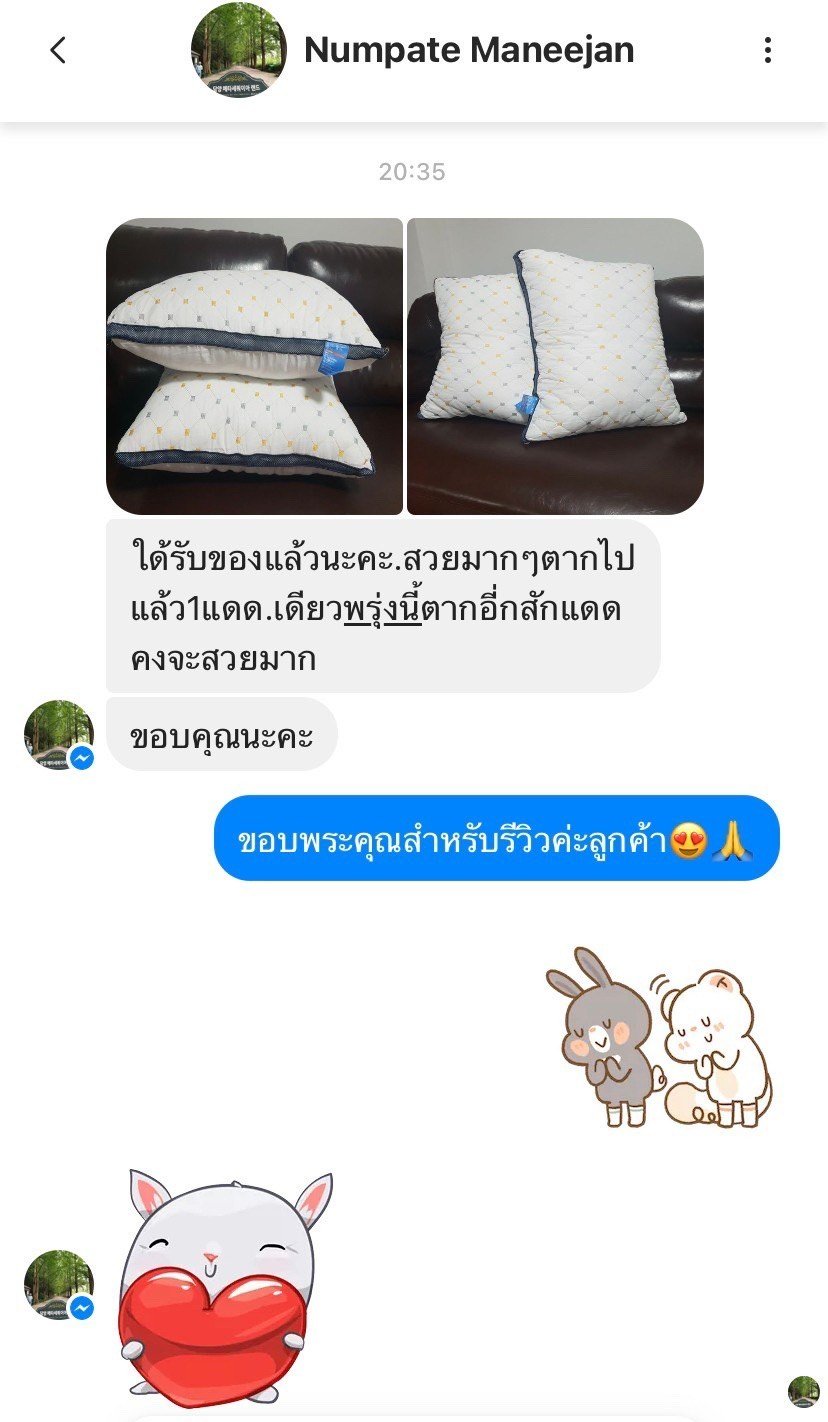 Numpate Maneejan
20:35
ใด้รับของแล้วนะคะ.สวยมากๆตากไป
แล้ว1แดด.เดียวพรุ่งนี้ตากอี่กสักแดด
คงจะสวยมาก
ขอบคุณนะคะ
ขอบพระคุณสำหรับรีวิวค่ะลูกค้า😍🙏